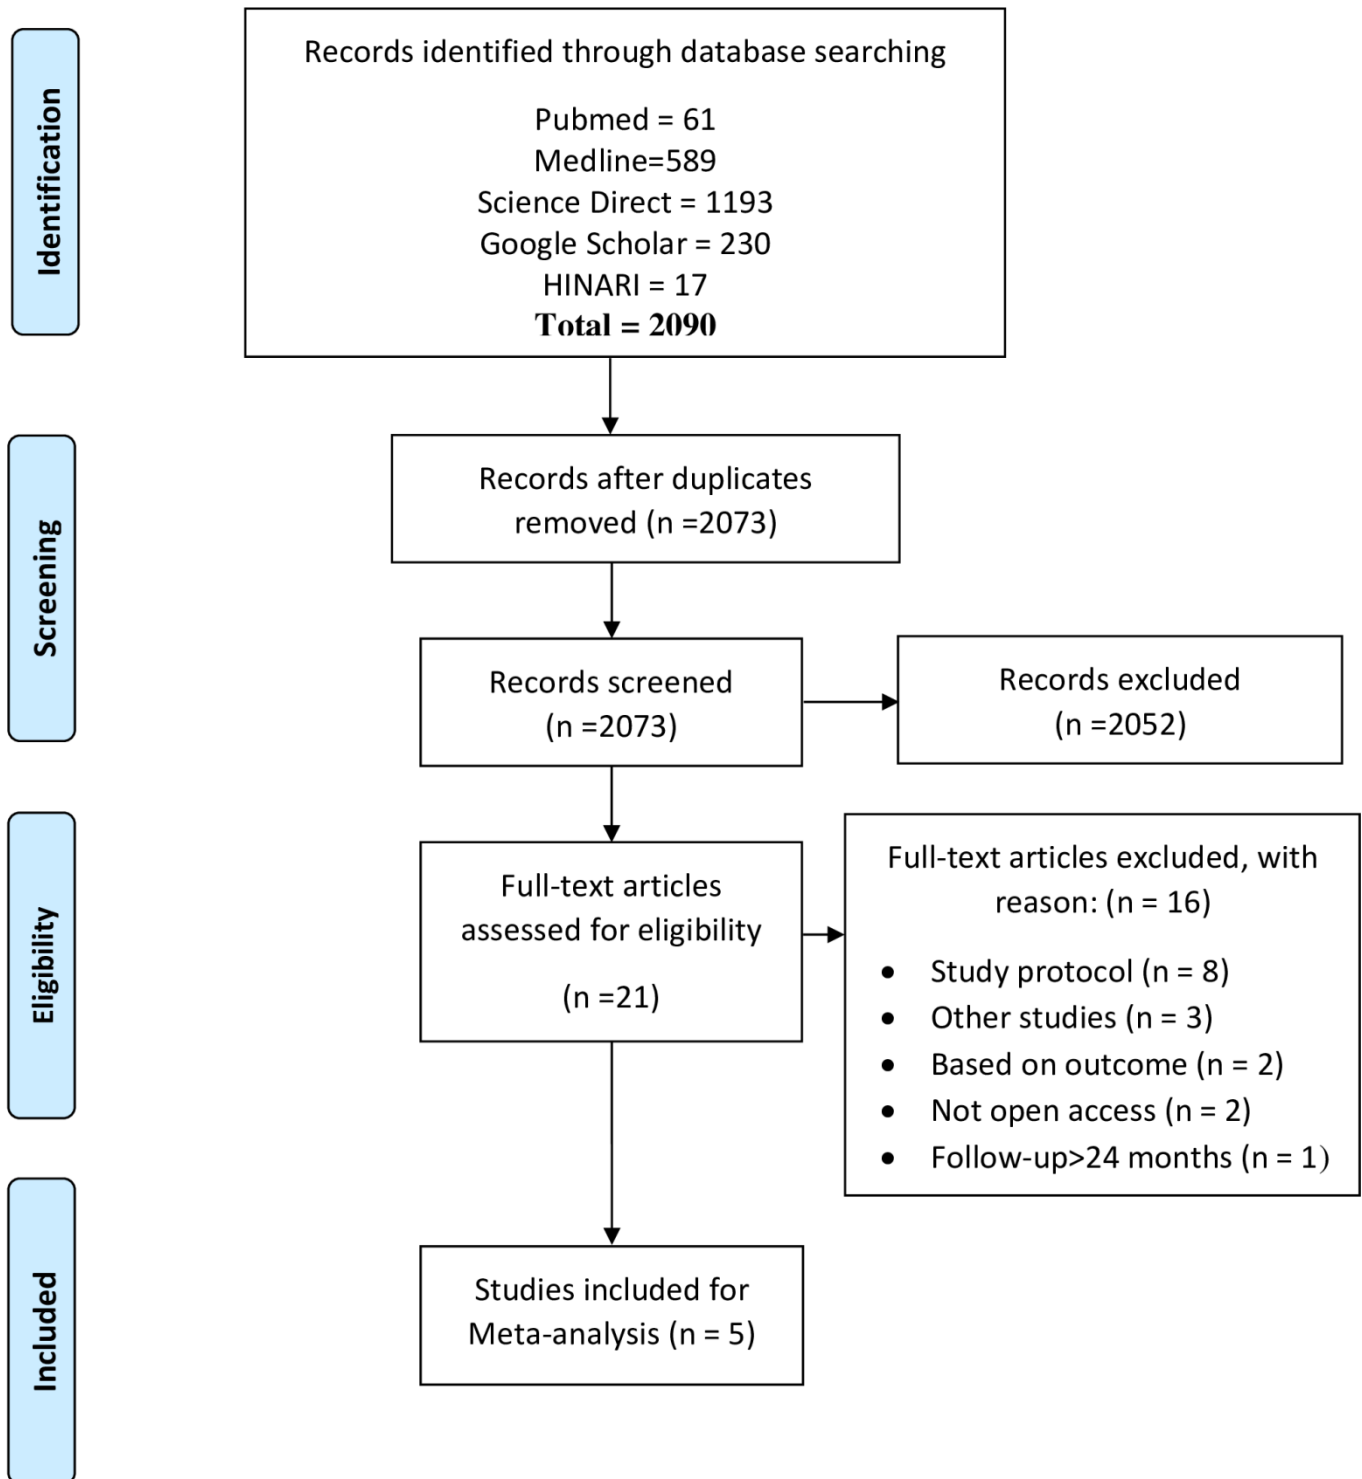 Identification
Records identified through database searching
Pubmed = 61
Medline=589
Science Direct = 1193
Google Scholar = 230
HINARI = 17
Total = 2090
Screening
Records after duplicates
removed (n =2073)
Records screened
(n =2073)
Records excluded
(n =2052)
Eligibility
Full-text articles
assessed for eligibility
(n =21)
Full-text articles excluded, with
reason: (n = 16)
• Study protocol (n = 8)
• Other studies (n = 3)
• Based on outcome (n = 2)
• Not open access (n = 2)
• Follow-up>24 months (n = 1)
Included
Studies included for
Meta-analysis (n = 5)